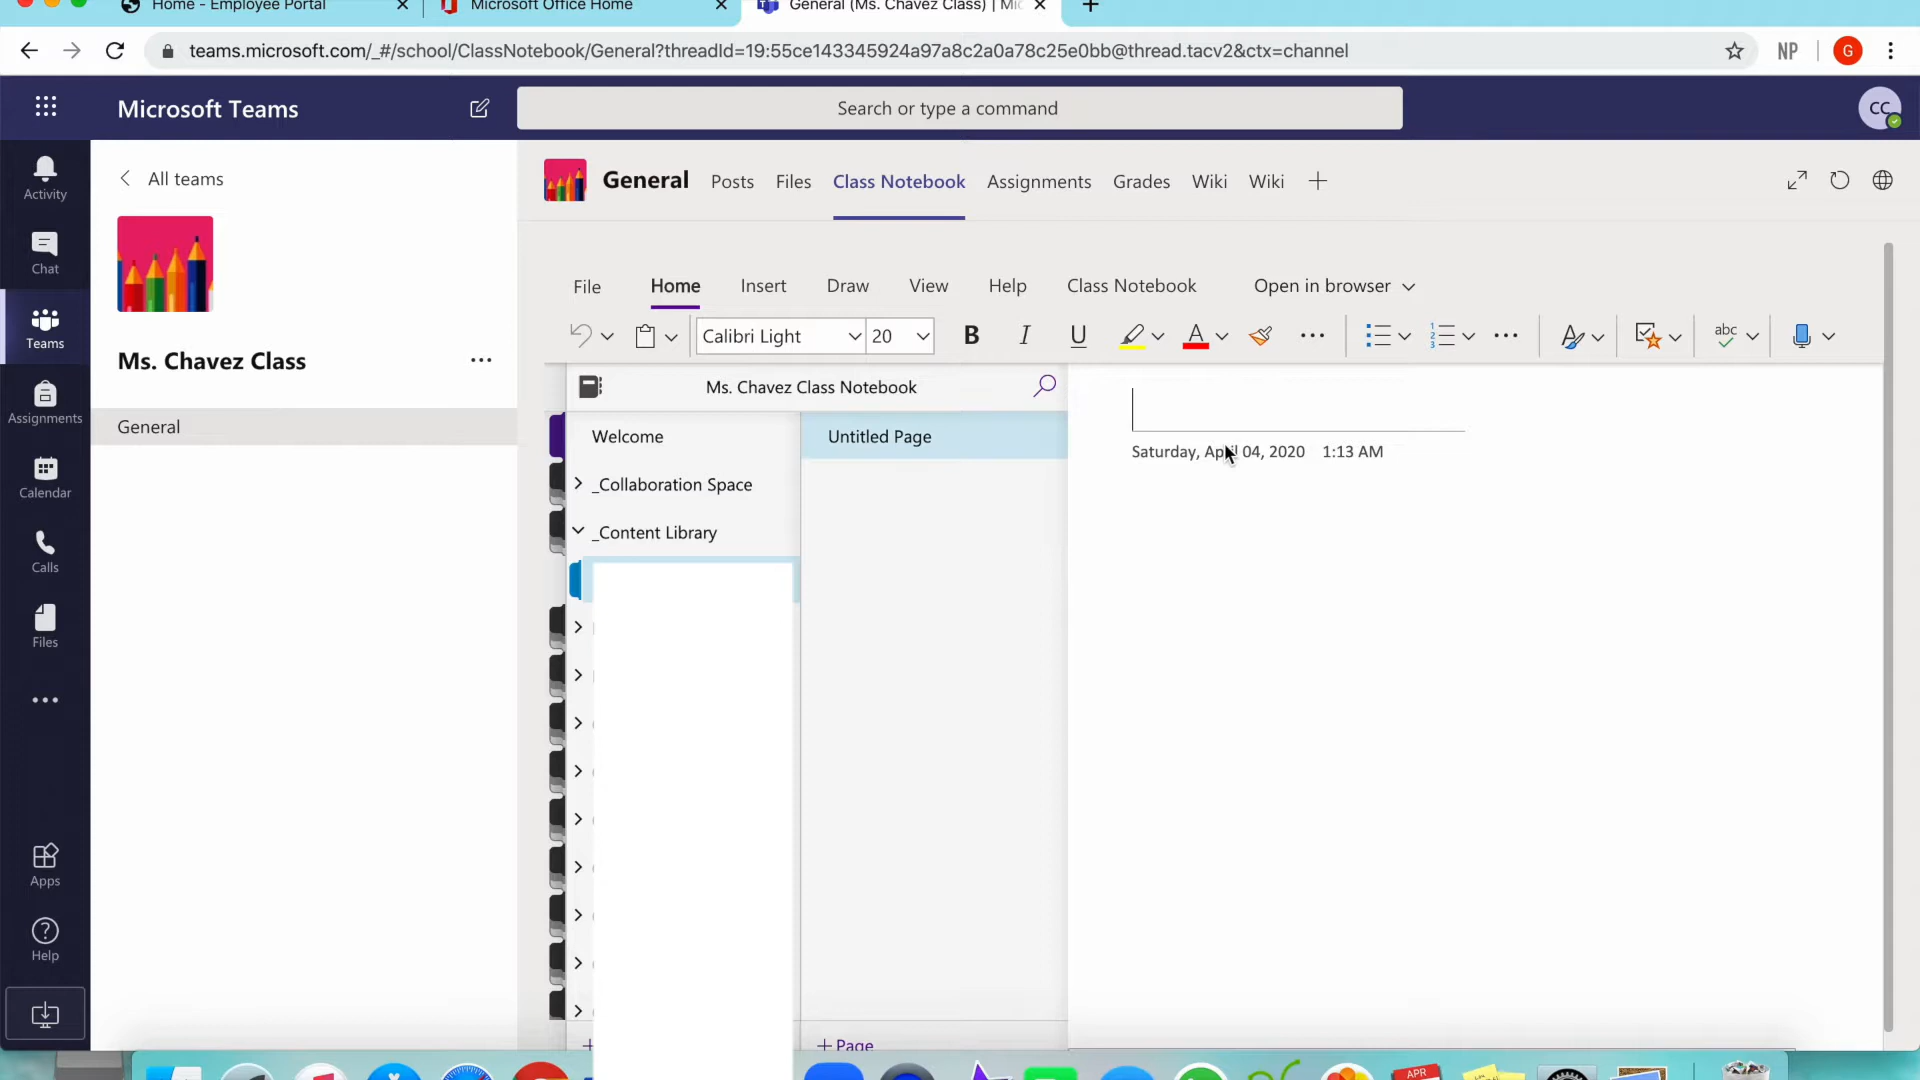 Home - Employee Portal
Microsoft Office Home
General (Ms. Chavez Class) | Mic
teams.microsoft.com/_#/school/ClassNotebook/General?threadId=19:55ce143345924a97a8c2a0a78c25e0bb@thread.tacv2&ctx=channel
NP
G
Microsoft Teams
Search or type a command
CC
Activity
Chat
Teams
Assignments
Calendar
Calls
Files
Apps
Help
All teams
Ms. Chavez Class
General
General
Posts
Files
Class Notebook
Assignments
Grades
Wiki
Wiki
File
Home
Insert
Draw
View
Help
Class Notebook
Open in browser
Calibri Light
20
B
I
U
A
abc
Ms. Chavez Class Notebook
Welcome
_Collaboration Space
_Content Library
Untitled Page
Saturday, April 04, 2020 1:13 AM
+ Page
APR